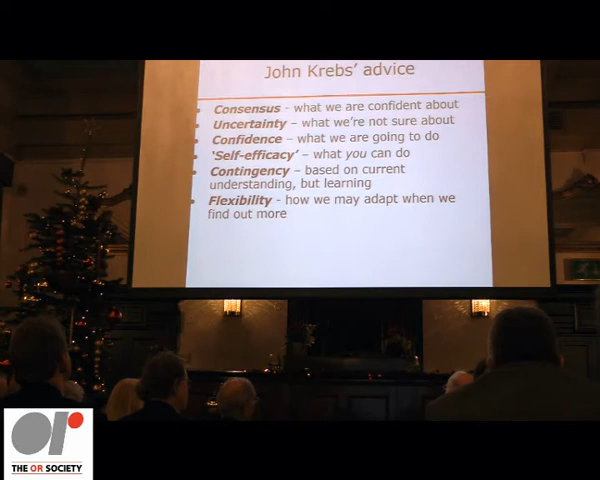 John Krebs' advice
Consensus - what we are confident about
Uncertainty – what we're not sure about
Confidence – what we are going to do
'Self-efficacy' – what you can do
Contingency – based on current
understanding, but learning
Flexibility - how we may adapt when we
find out more
or
THE OR SOCIETY